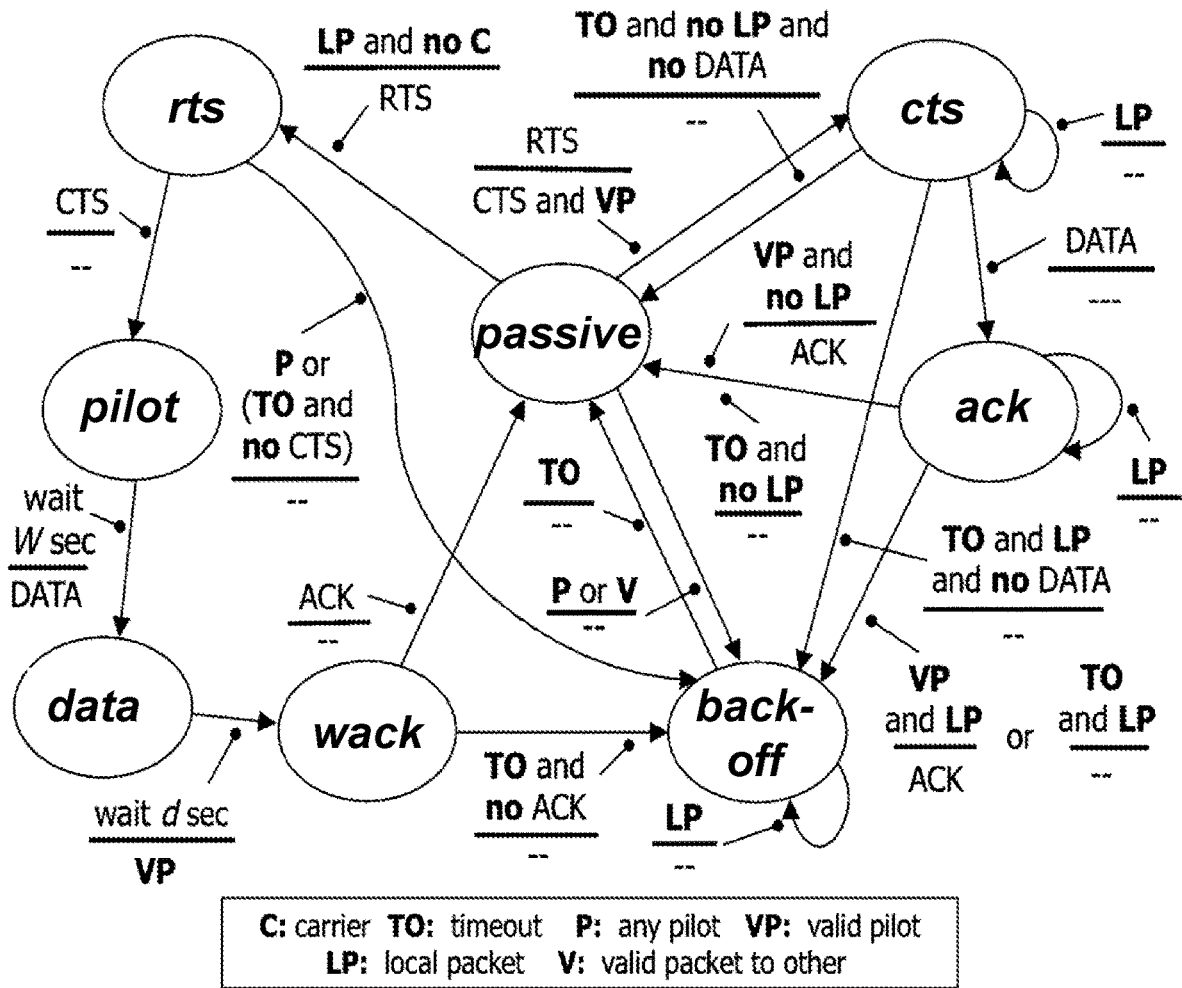 LP and no C
RTS
TO and no LP and
no DATA
--
rts
cts
LP
--
RTS
CTS and VP
CTS
--
DATA
---
VP and
no LP
ACK
passive
P or
(TO and
no CTS)
--
pilot
ack
TO
--
TO and
no LP
--
LP
--
wait
W sec
DATA
TO and LP
and no DATA
--
ACK
--
P or V
--
data
wack
back-
off
VP
and LP
ACK
or
TO
and LP
--
TO and
no ACK
--
LP
--
wait d sec
VP
C: carrier TO: timeout P: any pilot VP: valid pilot
LP: local packet V: valid packet to other